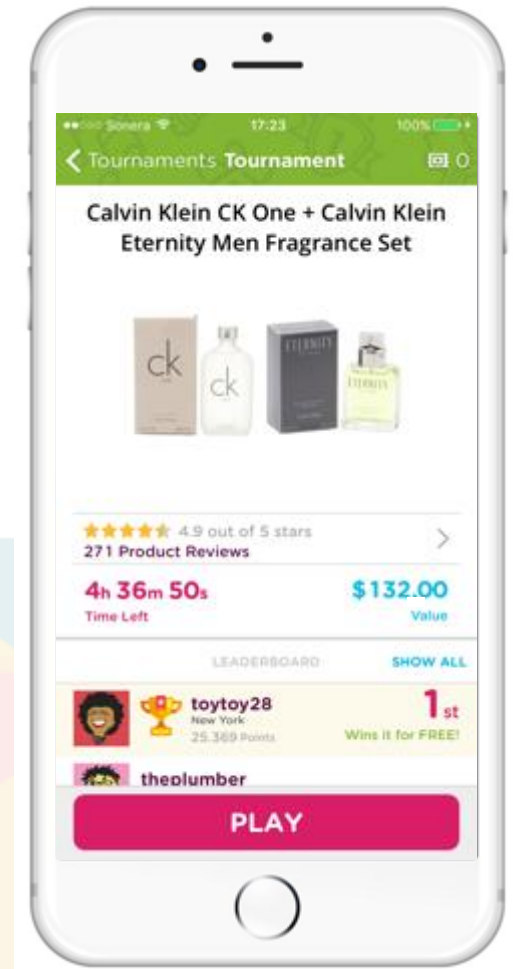 Sonera 17:23 100%
Tournaments Tournament 0
Calvin Klein CK One + Calvin Klein
Eternity Men Fragrance Set
ck
ck
ETERNITY
ETERNITY
4.9 out of 5 stars
271 Product Reviews
4h 36m 50s $132.00
Time Left Value
LEADERBOARD SHOW ALL
toytoy28 1st
New York
25.369 Points Wins it for FREE!
theplumber
PLAY